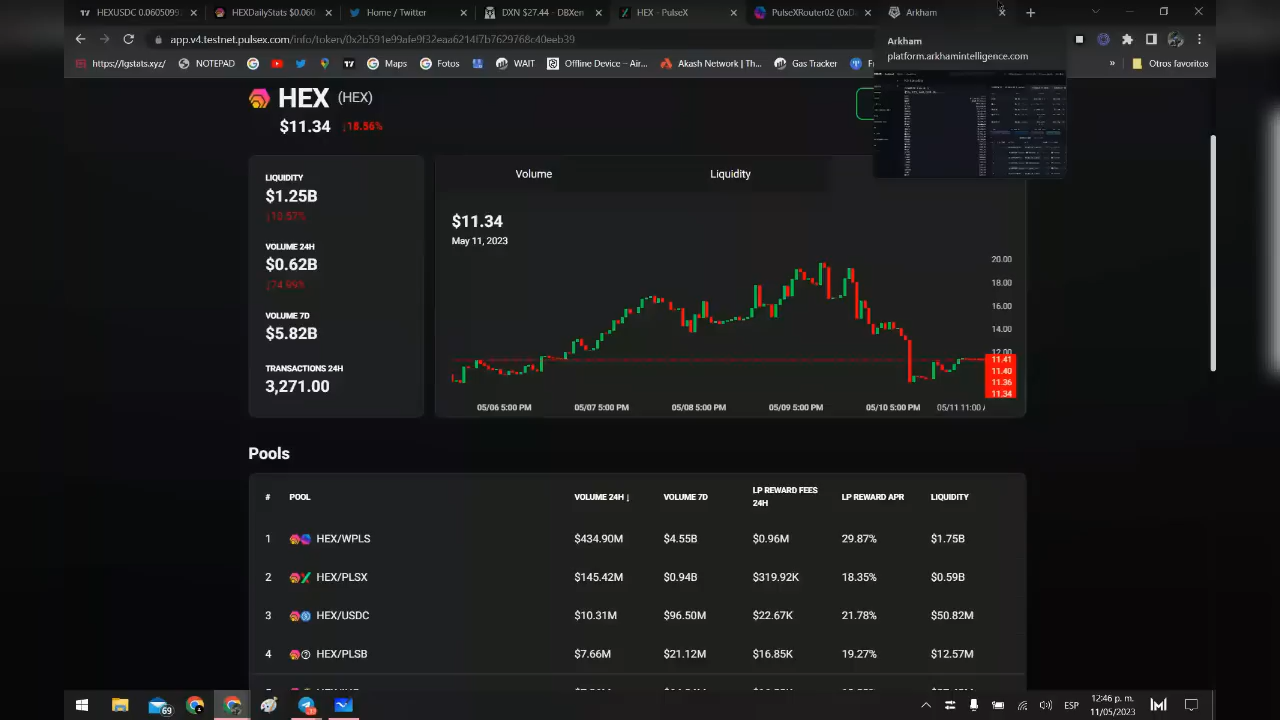 HEXUSDC 0.0605099
HEXDailyStats $0.060
Home / Twitter
DXN $27.44 - DBXen
HEX - PulseX
PulseXRouter02 (0xDa
Arkham
app.v4.testnet.pulsex.com/info/token/0x2b591e99afe9f32eaa6214f7b7629768c40eeb39
Arkham
platform.arkhamintelligence.com
https://lgstats.xyz/
NOTORIOUS
Maps
Fotos
WAIT
Offline Device – Air...
Akash Network | Th...
Gas Tracker
»
Otros favoritos
HEX (HEX)
$11.34 ↓18.56%
LIQUIDITY
$1.25B
↓10.57%
VOLUME 24H
$0.62B
↓74.99%
VOLUME 7D
$5.82B
TRANSACTIONS 24H
3,271.00
Volume
Liquidity
$11.34
May 11, 2023
20.00
18.00
16.00
14.00
12.00
11.41
11.40
11.36
11.34
05/06 5:00 PM
05/07 5:00 PM
05/08 5:00 PM
05/09 5:00 PM
05/10 5:00 PM
05/11 11:00 /
Pools
# POOL VOLUME 24H ↓ VOLUME 7D LP REWARD FEES 24H LP REWARD APR LIQUIDITY
1 HEX/WPLS $434.90M $4.55B $0.96M 29.87% $1.75B
2 HEX/PLSX $145.42M $0.94B $319.92K 18.35% $0.59B
3 HEX/USDC $10.31M $96.50M $22.67K 21.78% $50.82M
4 HEX/PLSB $7.66M $21.12M $16.85K 19.27% $12.57M
69
ESP
12:46 p. m.
11/05/2023